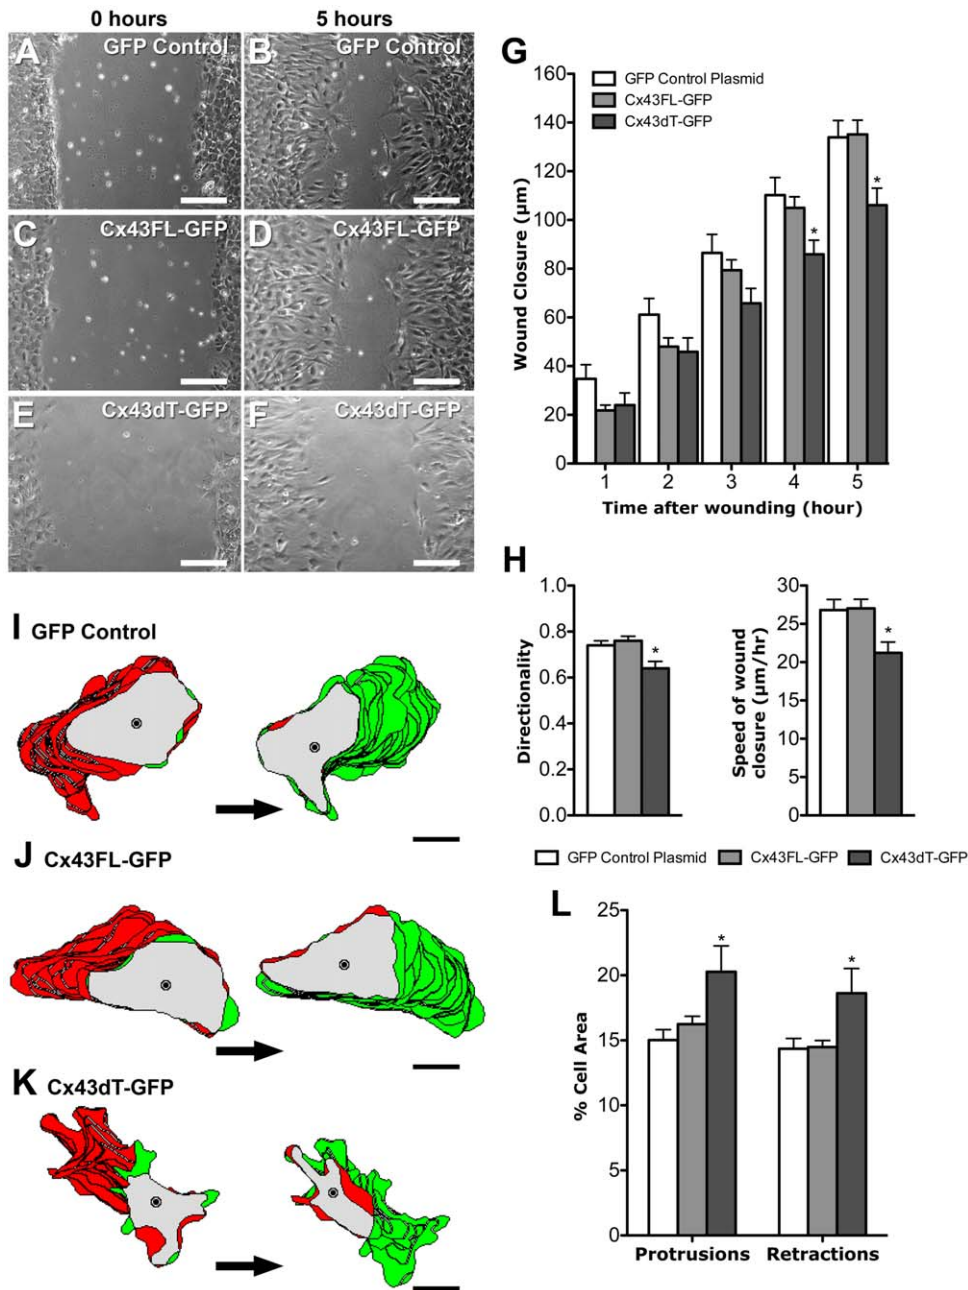 0 hours
5 hours
A
GFP Control
B
GFP Control
C
Cx43FL-GFP
D
Cx43FL-GFP
E
Cx43dT-GFP
F
Cx43dT-GFP
G
GFP Control Plasmid
Cx43FL-GFP
Cx43dT-GFP
Wound Closure (µm)
160
140
120
100
80
60
40
20
0
*
*
1 2 3 4 5
Time after wounding (hour)
H
Directionality
1.0
0.8
0.6
0.4
0.2
0.0
*
Speed of wound
closure (µm/hr)
30
25
20
15
10
5
0
*
GFP Control Plasmid Cx43FL-GFP Cx43dT-GFP
I GFP Control
J Cx43FL-GFP
K Cx43dT-GFP
L
% Cell Area
25
20
15
10
5
0
*
*
Protrusions Retractions